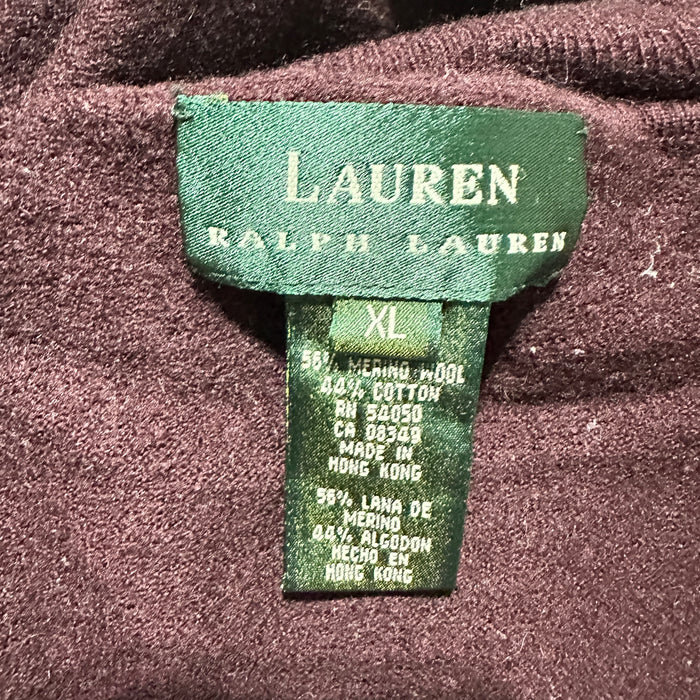 LAUREN
RALPH LAUREN
XL
56% MERINO WOOL
44% COTTON
RN 54050
CA 08349
MADE IN
HONG KONG
56% LANA DE
MERINO
44% ALGODON
HECHO EN
HONG KONG